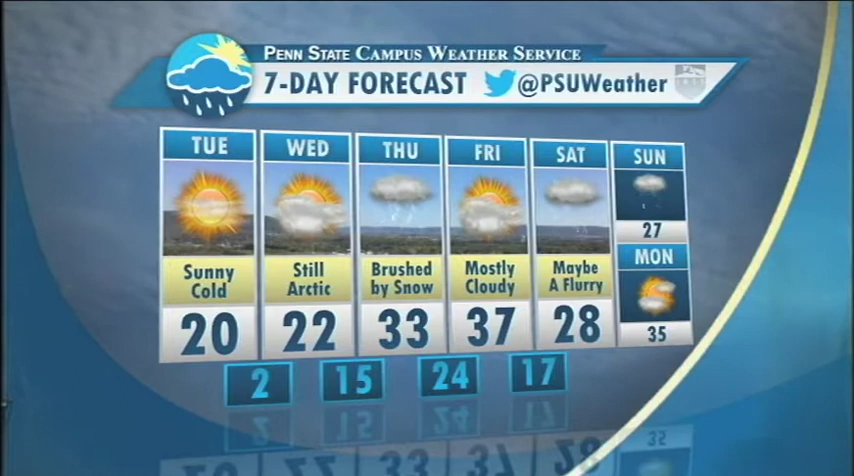 PENN STATE CAMPUS WEATHER SERVICE
7-DAY FORECAST @PSUWeather
TUE
Sunny
Cold
20
WED
Still
Arctic
22
THU
Brushed
by Snow
33
FRI
Mostly
Cloudy
37
SAT
Maybe
A Flurry
28
SUN
27
MON
35
2
15
24
17